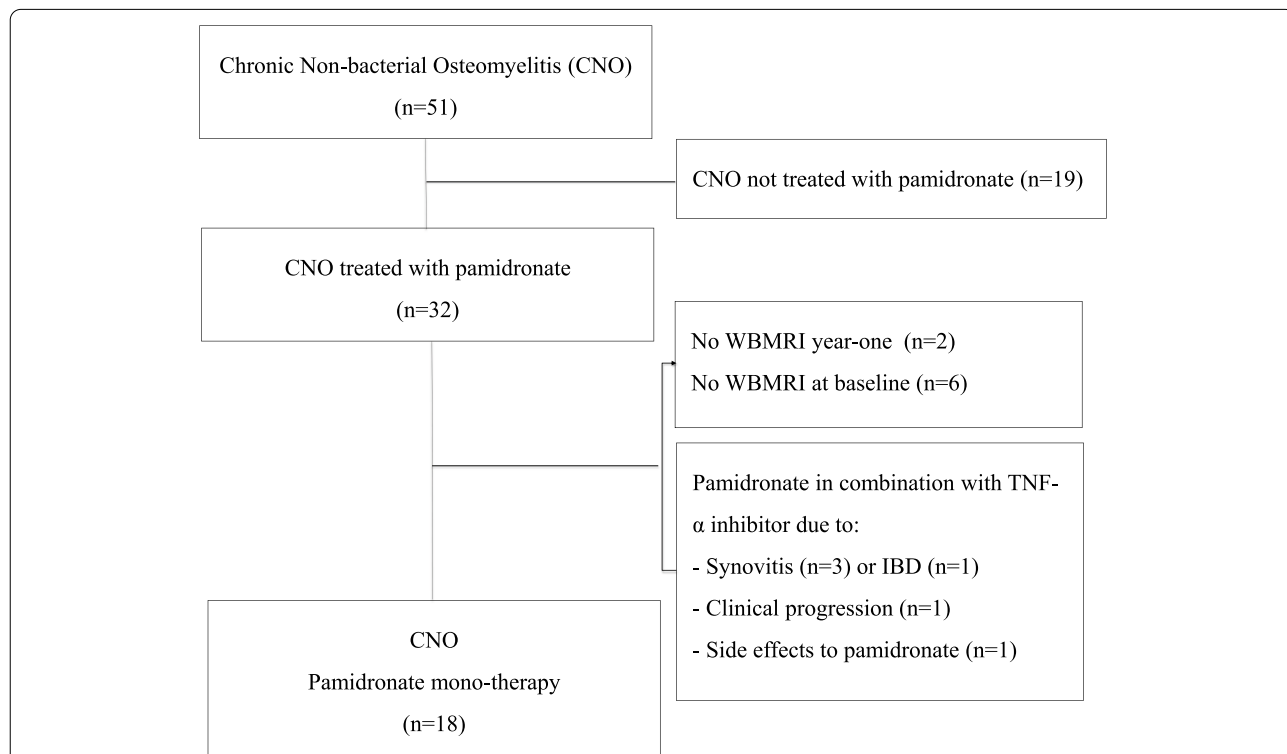 Chronic Non-bacterial Osteomyelitis (CNO)
(n=51)
CNO not treated with pamidronate (n=19)
CNO treated with pamidronate
(n=32)
No WBMRI year-one (n=2)
No WBMRI at baseline (n=6)
Pamidronate in combination with TNF-
α inhibitor due to:
- Synovitis (n=3) or IBD (n=1)
- Clinical progression (n=1)
- Side effects to pamidronate (n=1)
CNO
Pamidronate mono-therapy
(n=18)